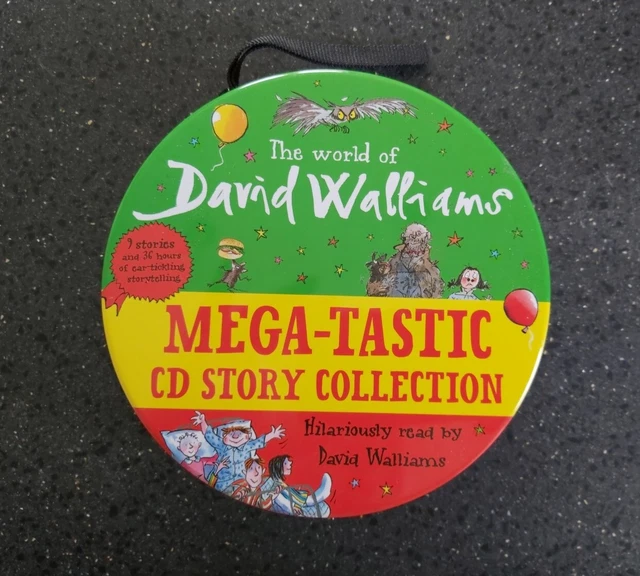 The world of
David Walliams
9 stories
and 36 hours
of ear-tickling
storytelling
MEGA-TASTIC
CD STORY COLLECTION
Hilariously read by
David Walliams